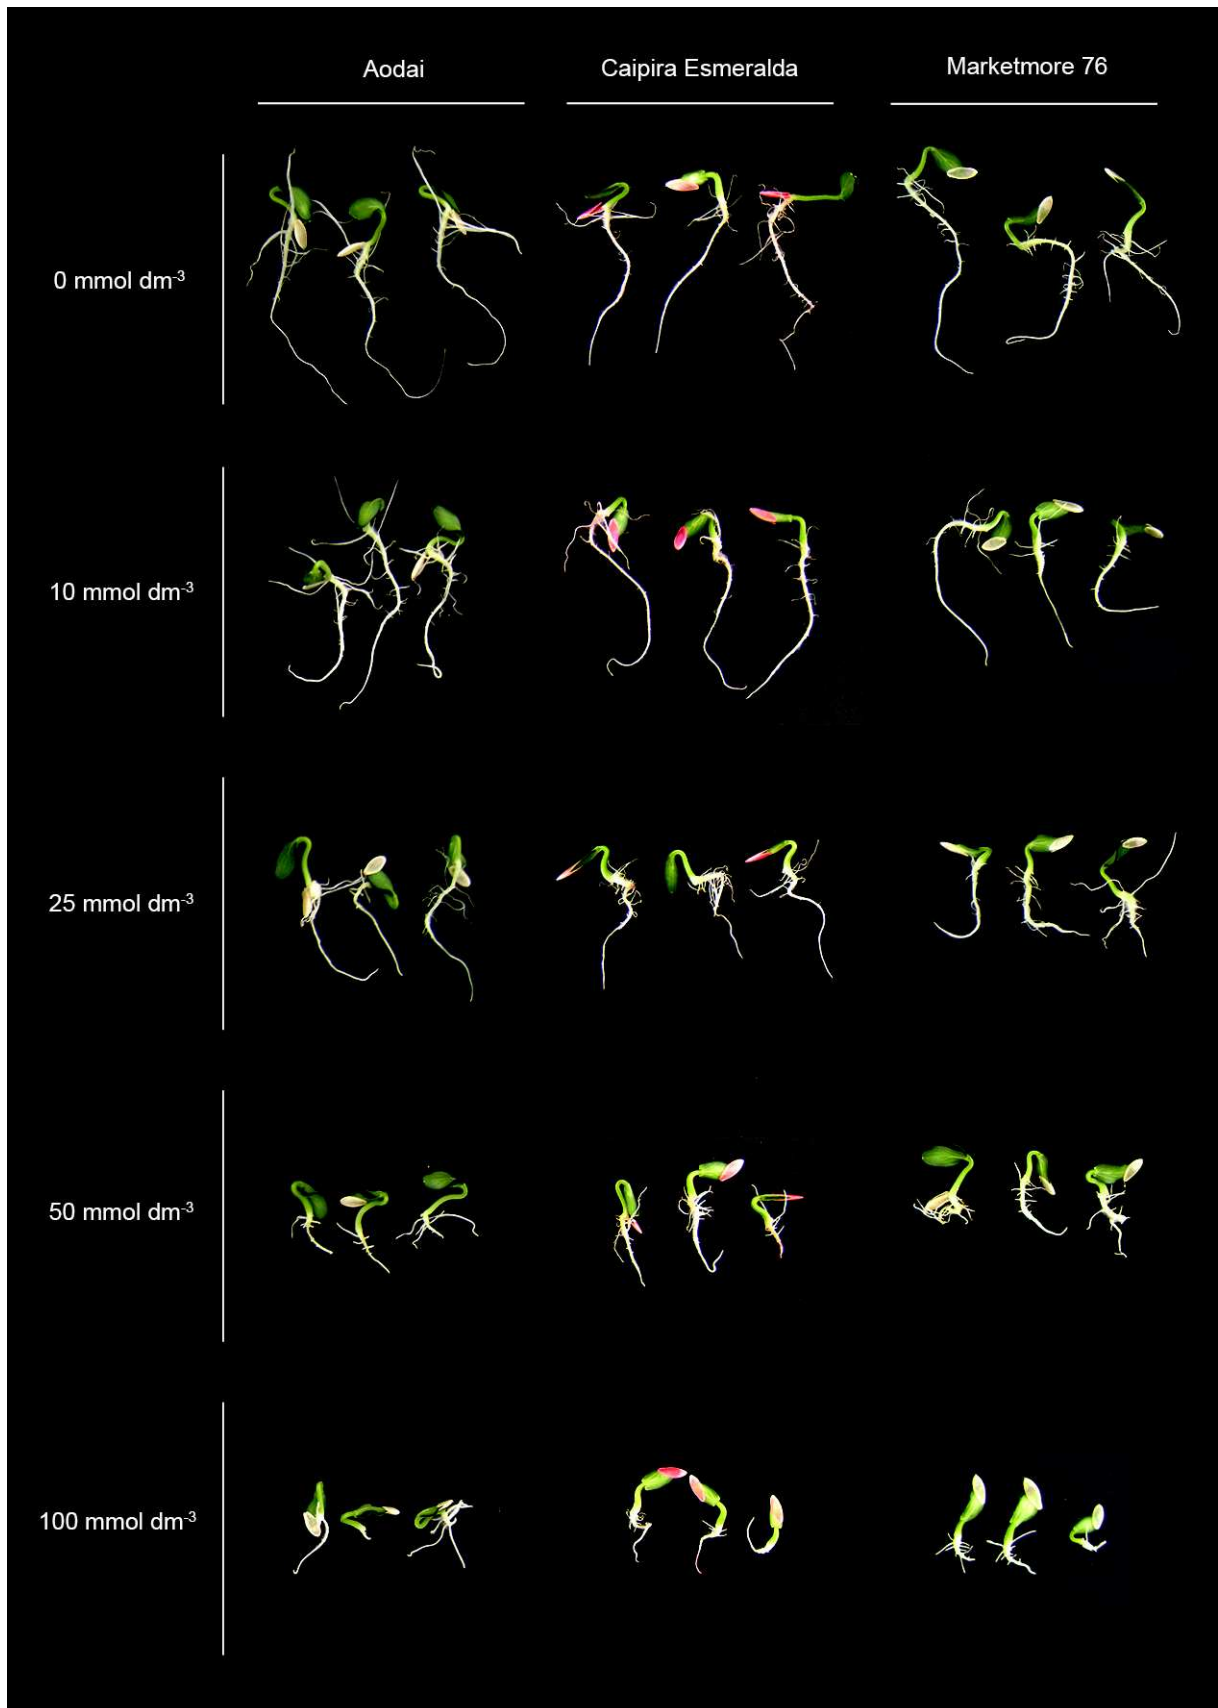 Aodai
Caipira Esmeralda
Marketmore 76
0 mmol dm⁻³
10 mmol dm⁻³
25 mmol dm⁻³
50 mmol dm⁻³
100 mmol dm⁻³